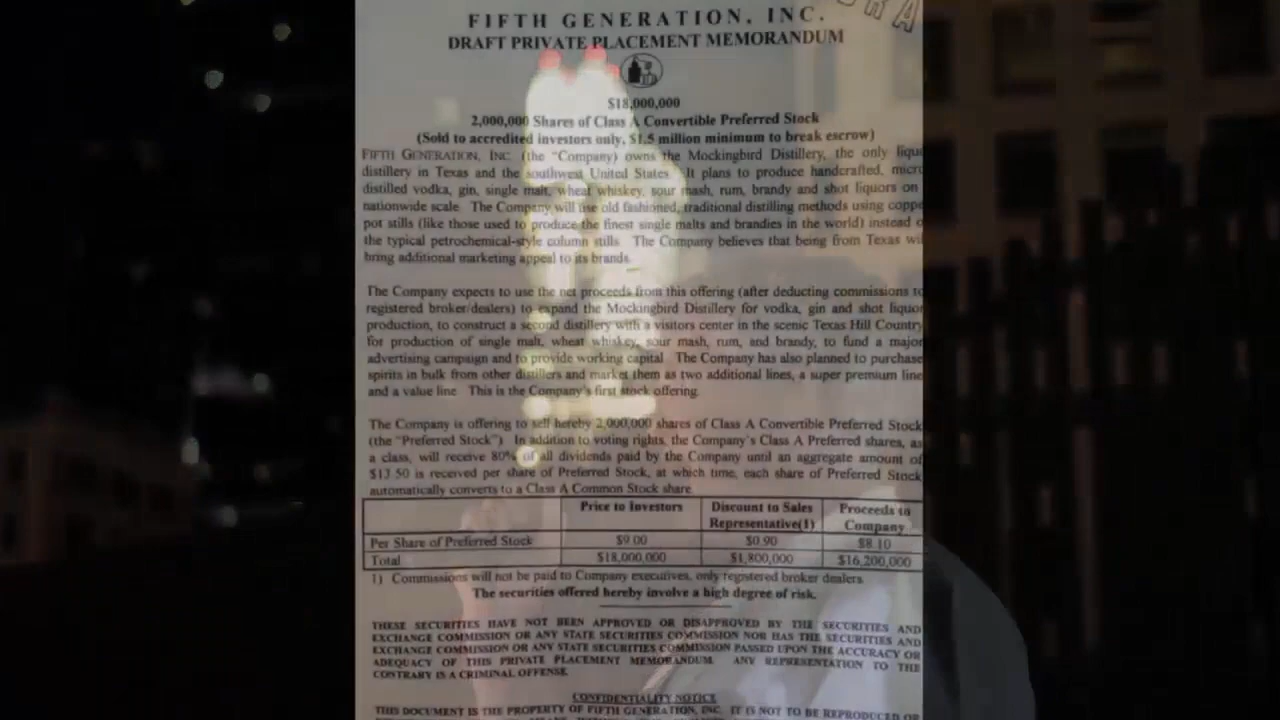 FIFTH GENERATION, INC.
DRAFT PRIVATE PLACEMENT MEMORANDUM
$18,000,000
2,000,000 Shares of Class A Convertible Preferred Stock
(Sold to accredited investors only, $1.5 million minimum to break escrow)
FIFTH GENERATION, INC. (the "Company) owns the Mockingbird Distillery, the only liqu
distillery in Texas and the southwest United States. It plans to produce handcrafted, micro
distilled vodka, gin, single malt, wheat whiskey, sour mash, rum, brandy and shot liquors on
nationwide scale. The Company will use old fashioned, traditional distilling methods using coppe
pot stills (like those used to produce the finest single malts and brandies in the world) instead o
the typical petrochemical-style column stills. The Company believes that being from Texas wi
bring additional marketing appeal to its brands.
The Company expects to use the net proceeds from this offering (after deducting commissions to
registered broker/dealers) to expand the Mockingbird Distillery for vodka, gin and shot liquor
production, to construct a second distillery with a visitors center in the scenic Texas Hill Country
for production of single malt, wheat whiskey, sour mash, rum, and brandy, to fund a major
advertising campaign and to provide working capital. The Company has also planned to purchase
spirits in bulk from other distillers and market them as two additional lines, a super premium line
and a value line. This is the Company's first stock offering.
The Company is offering to sell hereby 2,000,000 shares of Class A Convertible Preferred Stock
(the "Preferred Stock"). In addition to voting rights, the Company's Class A Preferred shares, as
a class, will receive 80% of all dividends paid by the Company until an aggregate amount of
$13.50 is received per share of Preferred Stock, at which time, each share of Preferred Stock
automatically converts to a Class A Common Stock share.
Price to Investors Discount to Sales Representative(1) Proceeds to Company
Per Share of Preferred Stock $9.00 $0.90 $8.10
Total $18,000,000 $1,800,000 $16,200,000
1) Commissions will not be paid to Company executives, only registered broker dealers.
The securities offered hereby involve a high degree of risk.
THESE SECURITIES HAVE NOT BEEN APPROVED OR DISAPPROVED BY THE SECURITIES AND
EXCHANGE COMMISSION OR ANY STATE SECURITIES COMMISSION NOR HAS THE SECURITIES AND
EXCHANGE COMMISSION OR ANY STATE SECURITIES COMMISSION PASSED UPON THE ACCURACY OR
ADEQUACY OF THIS PRIVATE PLACEMENT MEMORANDUM. ANY REPRESENTATION TO THE
CONTRARY IS A CRIMINAL OFFENSE.
CONFIDENTIALITY NOTICE
THIS DOCUMENT IS THE PROPERTY OF FIFTH GENERATION, INC. IT IS NOT TO BE REPRODUCED OR